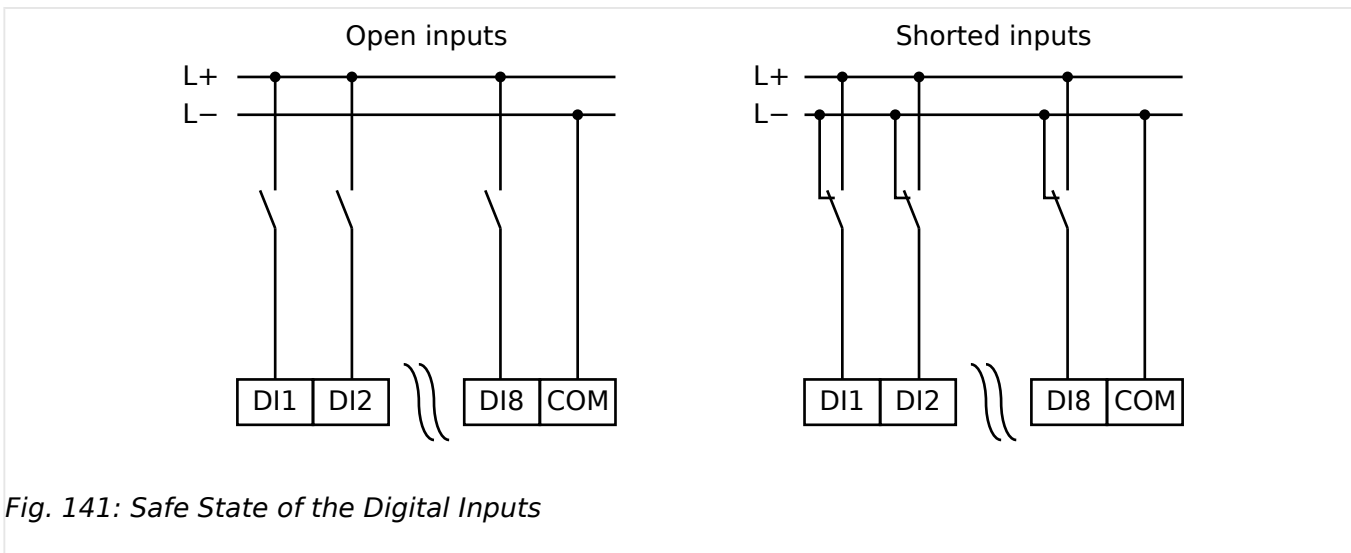 Open inputs
L+
L−
DI1 DI2 DI8 COM
Shorted inputs
L+
L−
DI1 DI2 DI8 COM
Fig. 141: Safe State of the Digital Inputs